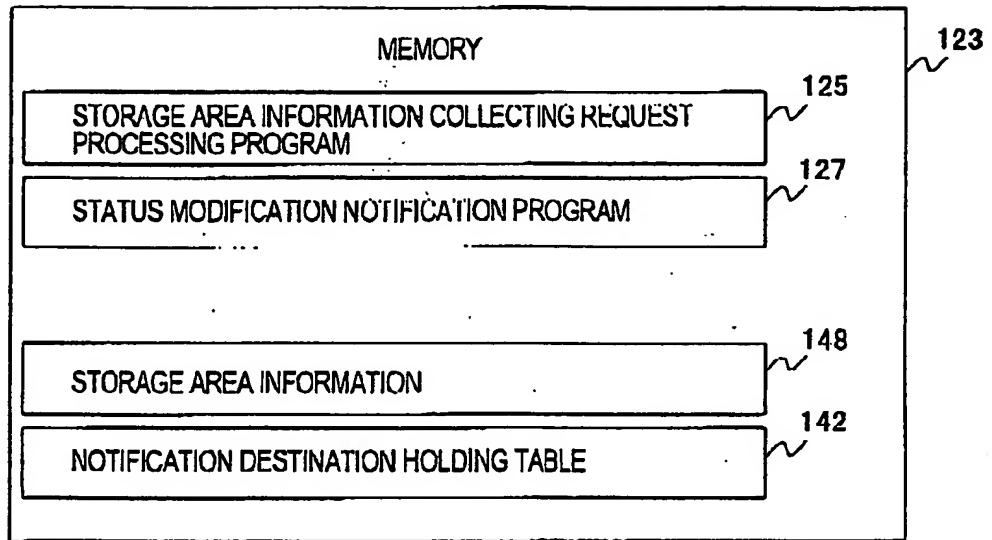 MEMORY
123
125
STORAGE AREA INFORMATION COLLECTING REQUEST
PROCESSING PROGRAM
127
STATUS MODIFICATION NOTIFICATION PROGRAM
148
STORAGE AREA INFORMATION
142
NOTIFICATION DESTINATION HOLDING TABLE